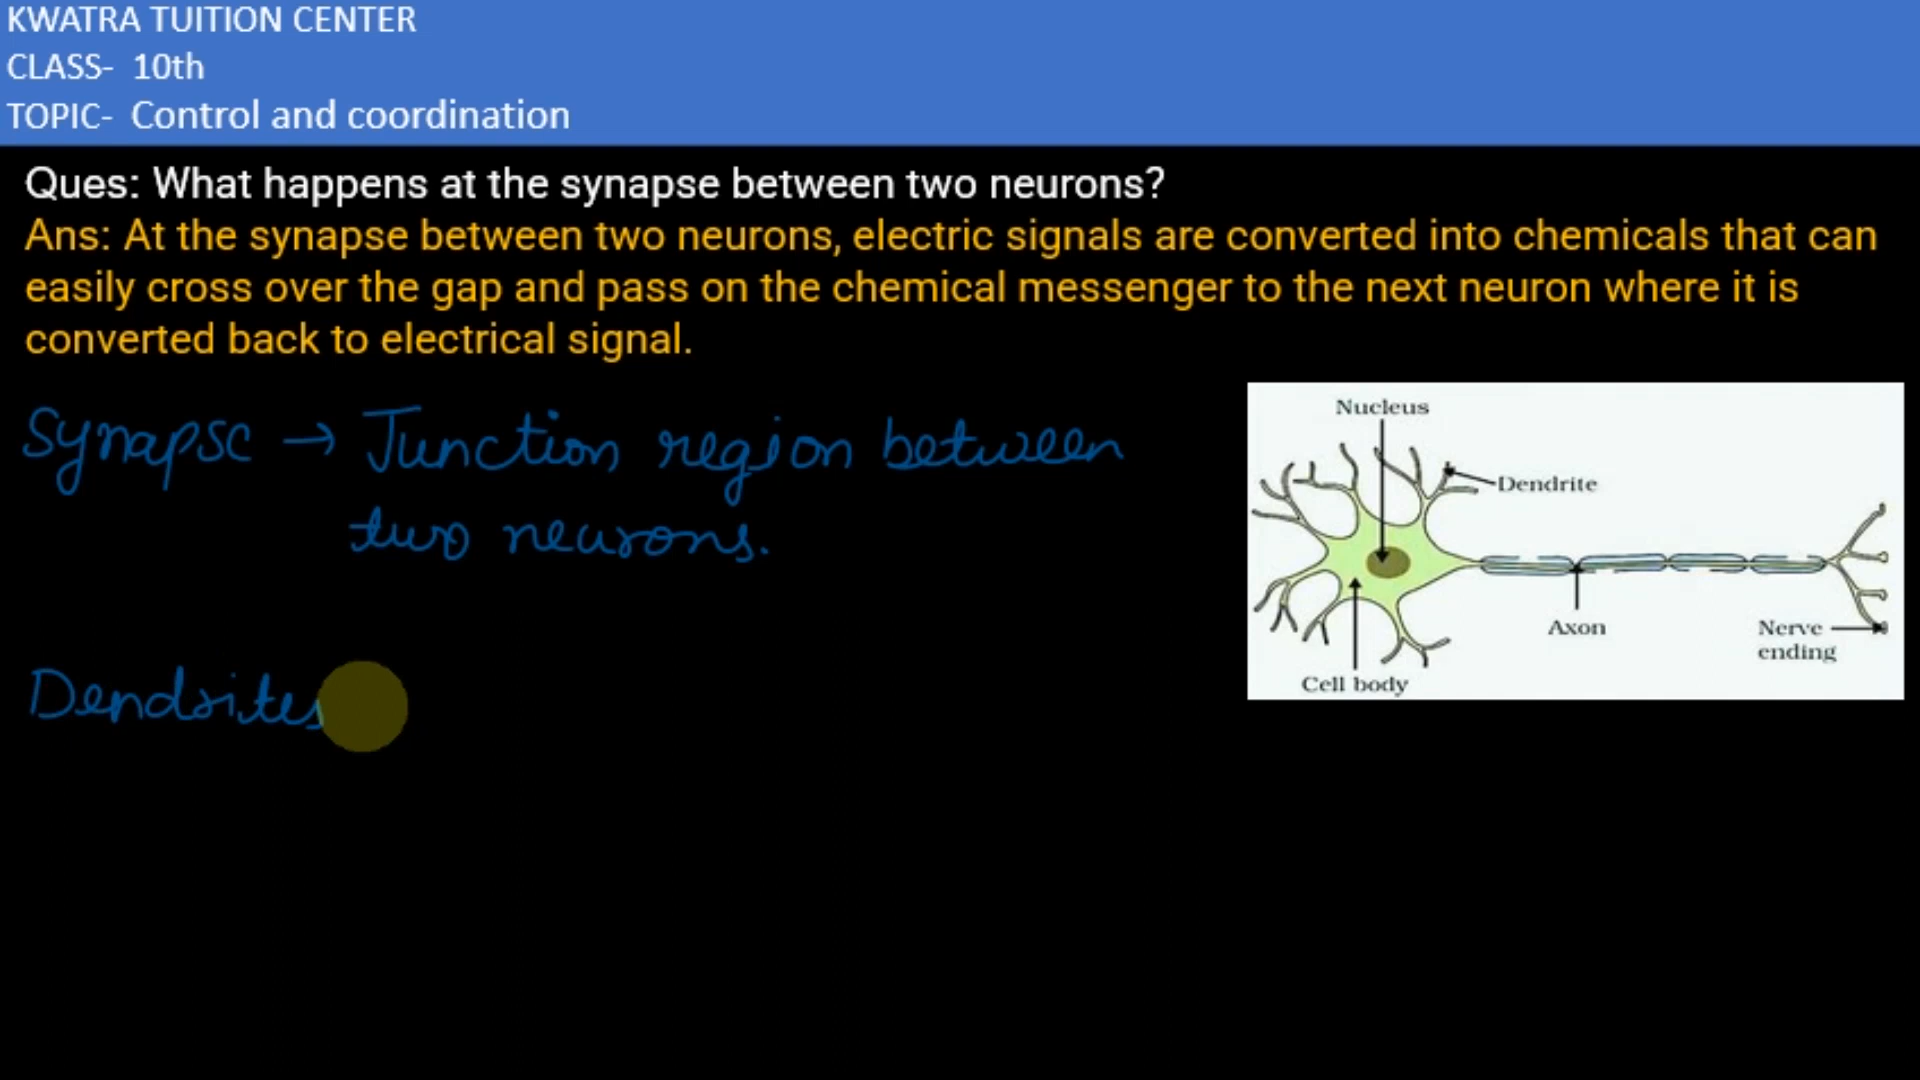 KWATRA TUITION CENTER
CLASS- 10th
TOPIC- Control and coordination
Ques: What happens at the synapse between two neurons?
Ans: At the synapse between two neurons, electric signals are converted into chemicals that can
easily cross over the gap and pass on the chemical messenger to the next neuron where it is
converted back to electrical signal.
Synapse → Junction region between
two neurons.
Nucleus
Dendrite
Axon
Nerve
ending
Cell body
Dendrites